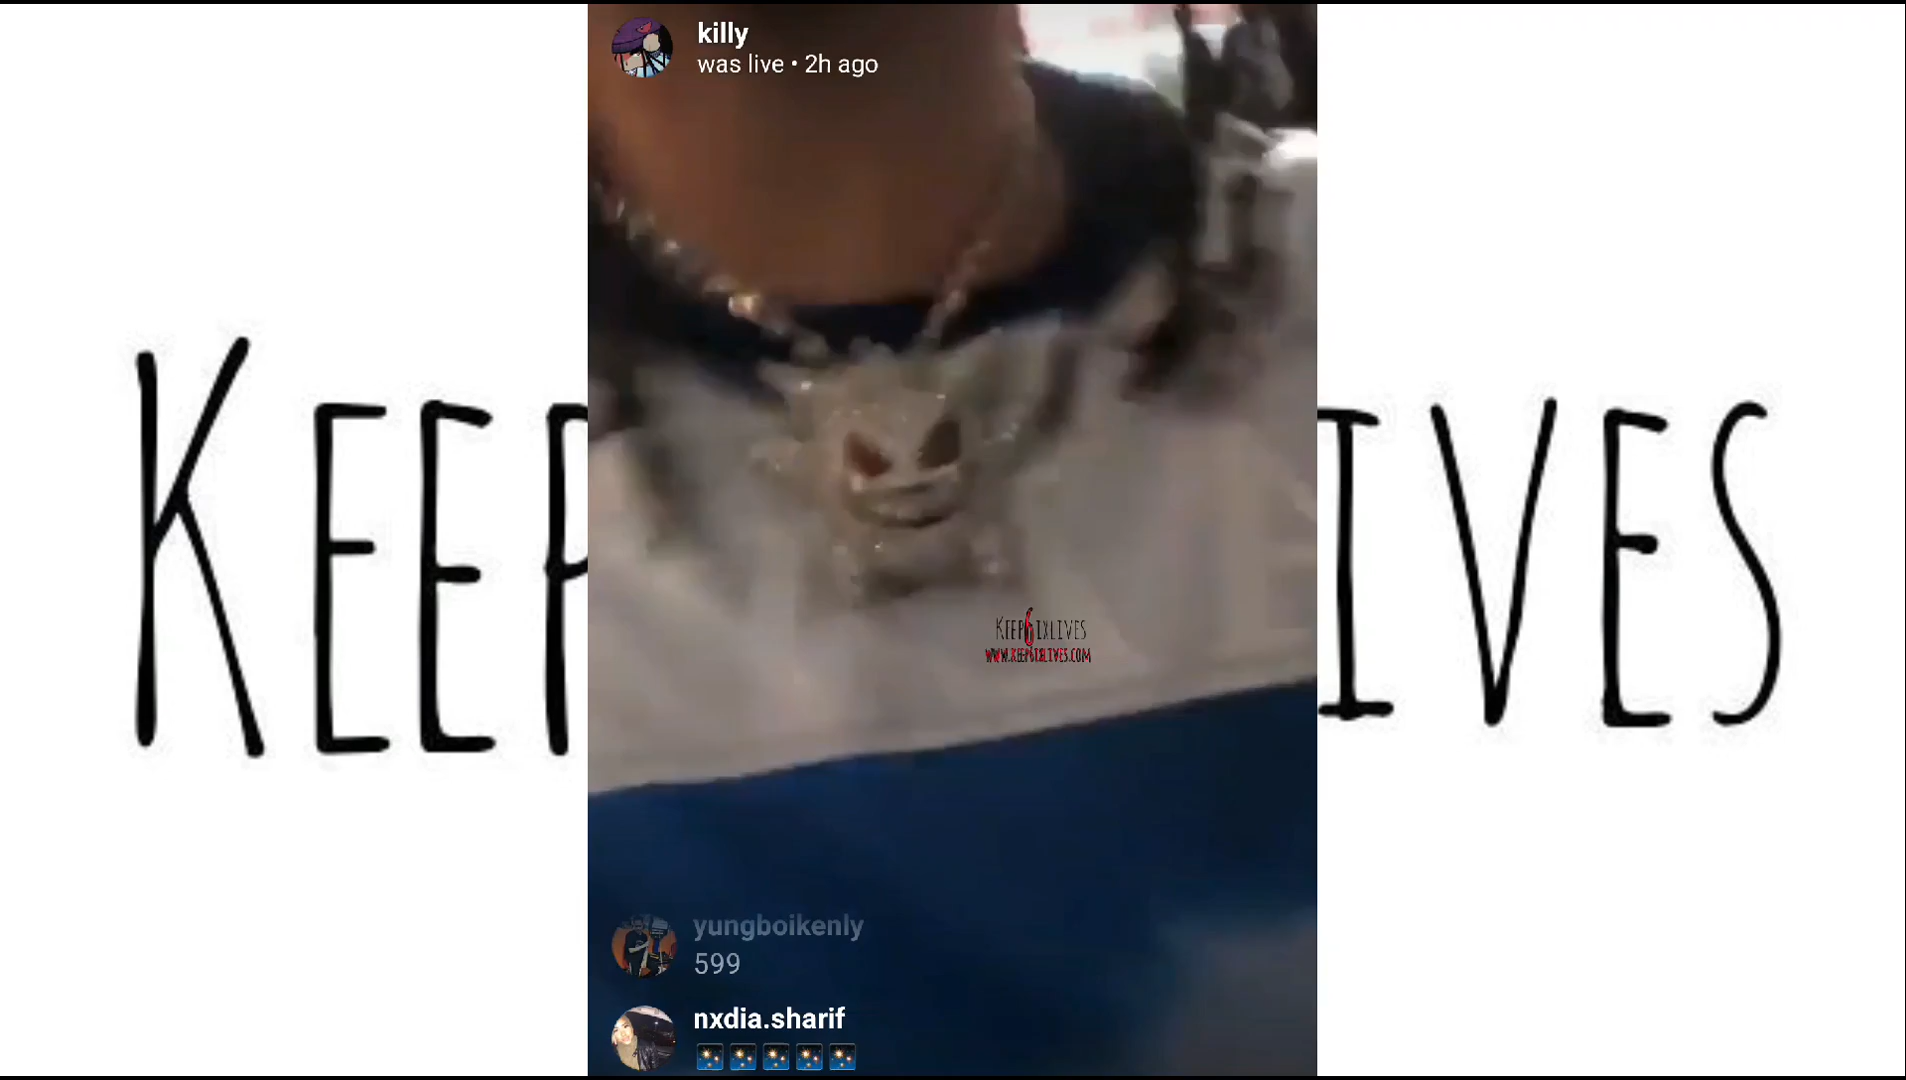 killy
was live • 2h ago
KEEP
IVES
KEEP6IXLIVES
WWW.KEEP6IXLIVES.COM
yungboikenly
599
nxdia.sharif
🎇🎇🎇🎇🎇